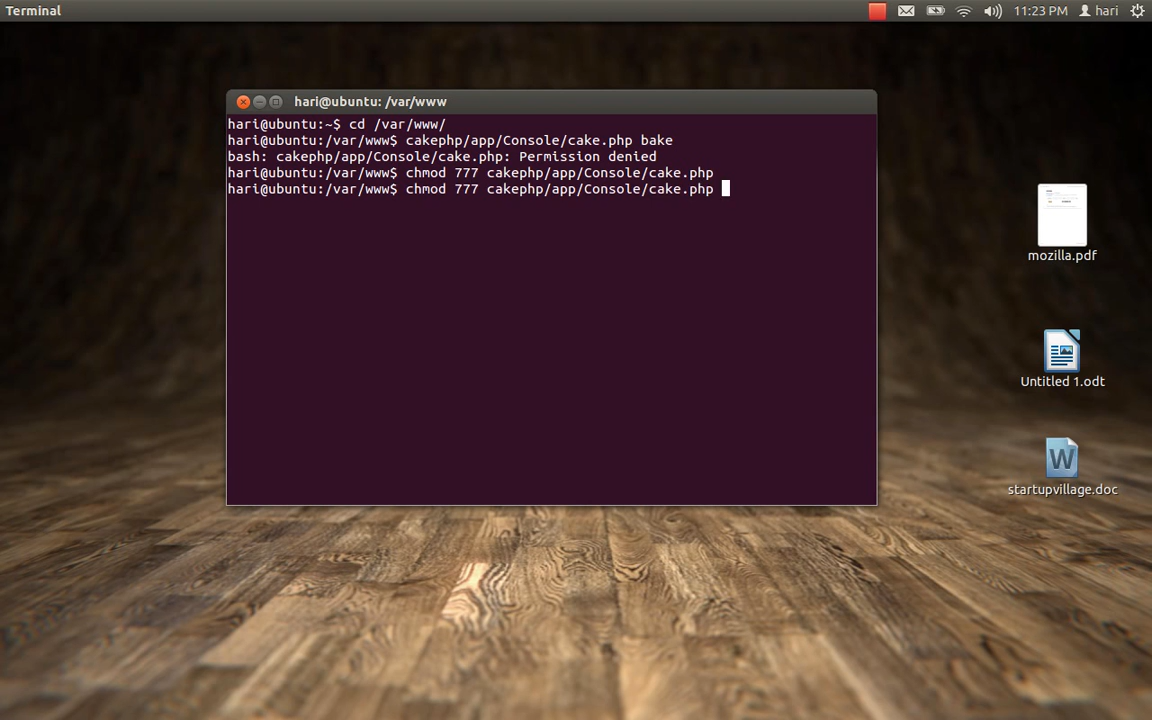 Terminal
11:23 PM
hari
hari@ubuntu: /var/www
hari@ubuntu:~$ cd /var/www/
hari@ubuntu:/var/www$ cakephp/app/Console/cake.php bake
bash: cakephp/app/Console/cake.php: Permission denied
hari@ubuntu:/var/www$ chmod 777 cakephp/app/Console/cake.php
hari@ubuntu:/var/www$ chmod 777 cakephp/app/Console/cake.php
mozilla.pdf
Untitled 1.odt
W
startupvillage.doc